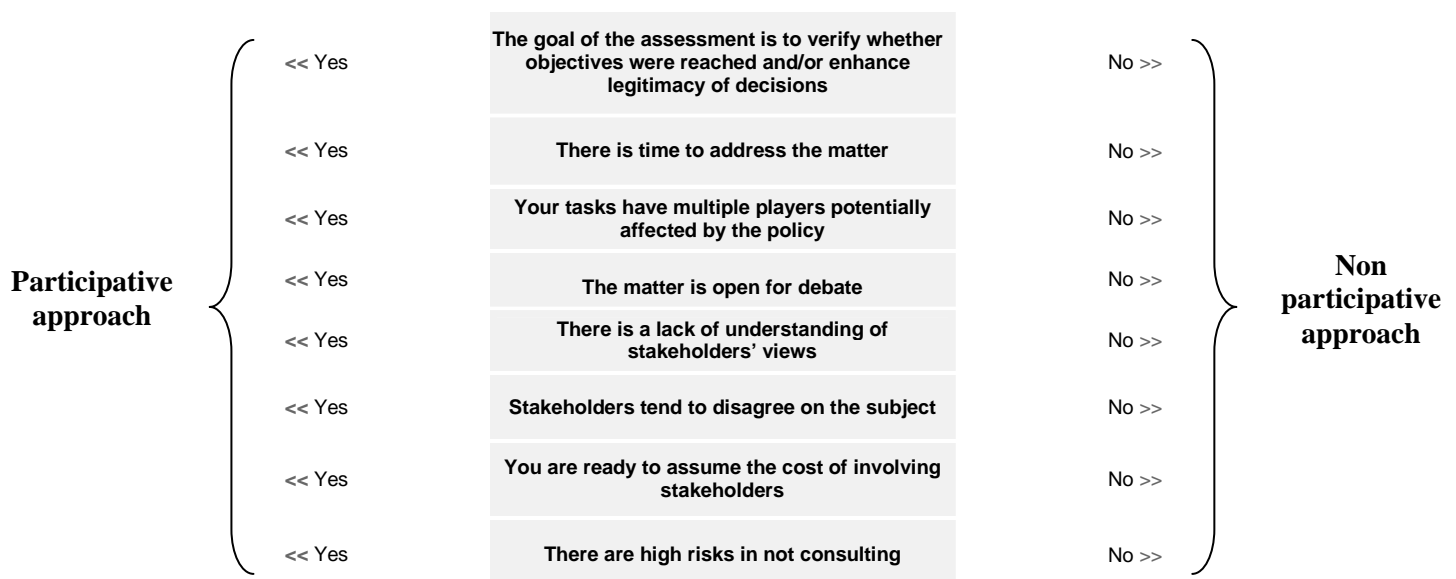 The goal of the assessment is to verify whether
<< Yes objectives were reached and/or enhance No >>
legitimacy of decisions
<< Yes There is time to address the matter No >>
Your tasks have multiple players potentially
<< Yes No >>
affected by the policy
<< Yes The matter is open for debate No >>
Participative
approach
Non
participative
approach
There is a lack of understanding of
<< Yes No >>
stakeholders’ views
<< Yes Stakeholders tend to disagree on the subject No >>
You are ready to assume the cost of involving
<< Yes No >>
stakeholders
<< Yes There are high risks in not consulting No >>